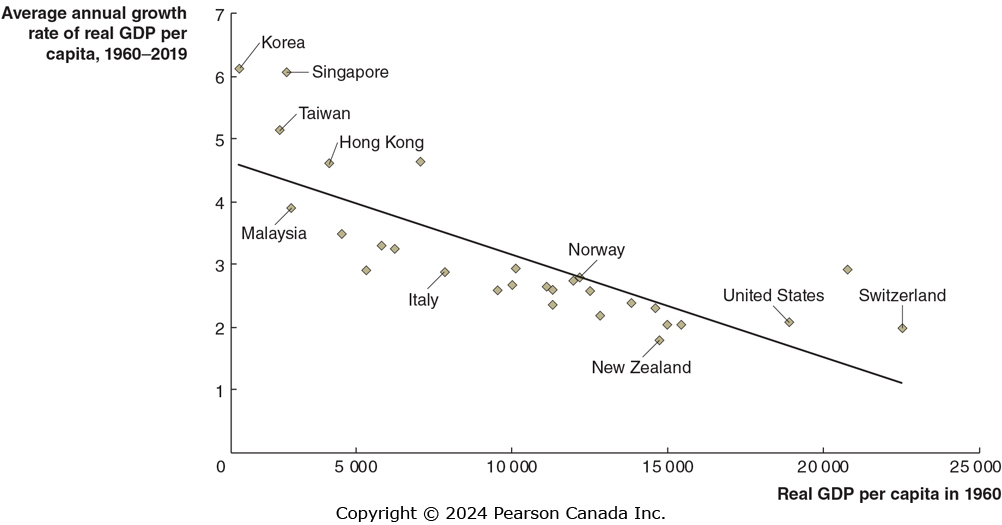 Average annual growth
rate of real GDP per
capita, 1960–2019
7
6
5
4
3
2
1
Korea
Singapore
Taiwan
Hong Kong
Malaysia
Norway
Italy
United States
Switzerland
New Zealand
0
5 000
10 000
15 000
20 000
25 000
Real GDP per capita in 1960
Copyright © 2024 Pearson Canada Inc.